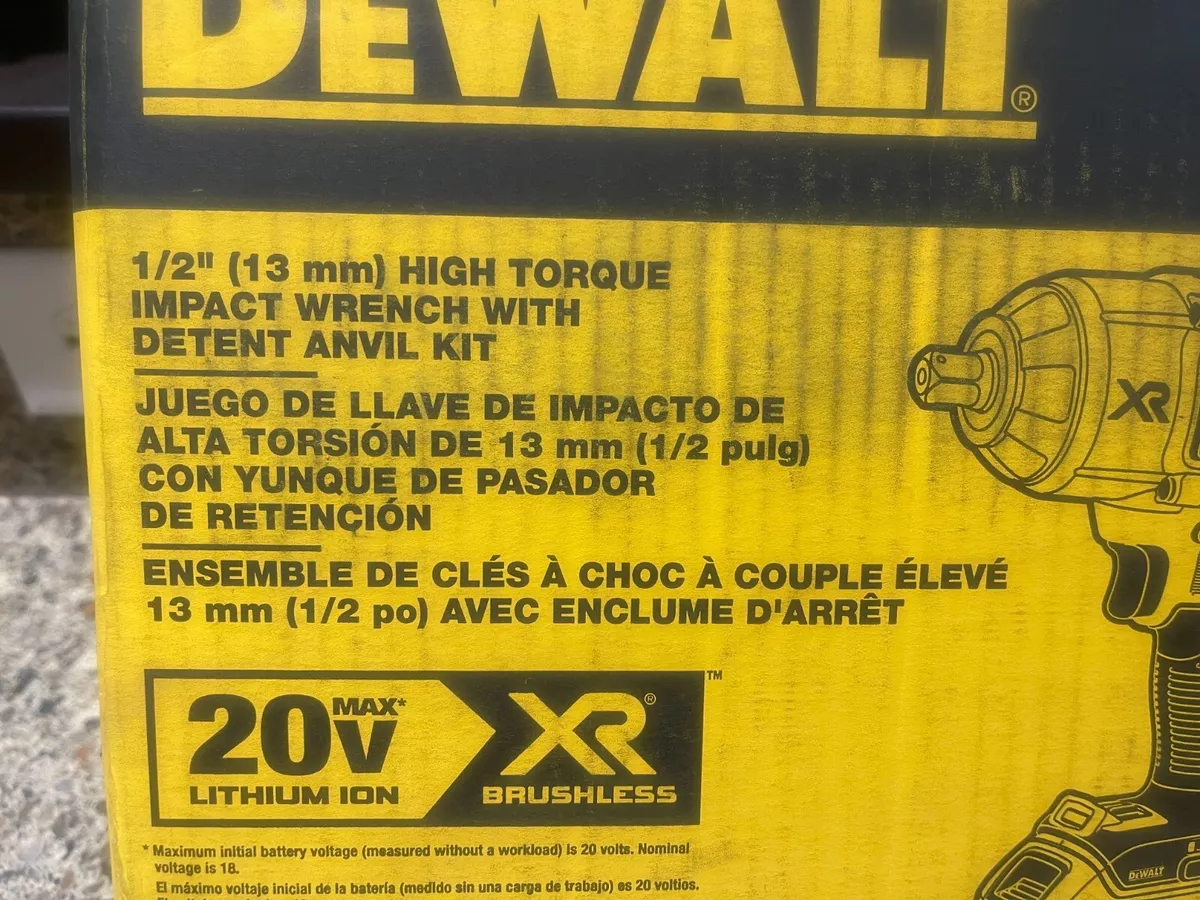 DEWALT®
1/2" (13 mm) HIGH TORQUE
IMPACT WRENCH WITH
DETENT ANVIL KIT
JUEGO DE LLAVE DE IMPACTO DE
ALTA TORSIÓN DE 13 mm (1/2 pulg)
CON YUNQUE DE PASADOR
DE RETENÇIÓN
XR
ENSEMBLE DE CLÉS À CHOC À COUPLE ÉLEVÉ
13 mm (1/2 po) AVEC ENCLUME D'ARRÊT
20V MAX*
LITHIUM ION
XR®
BRUSHLESS
™
* Maximum initial battery voltage (measured without a workload) is 20 volts. Nominal
voltage is 18.
El máximo voltaje inicial de la batería (medido sin una carga de trabajo) es 20 voltios.
DEWALT